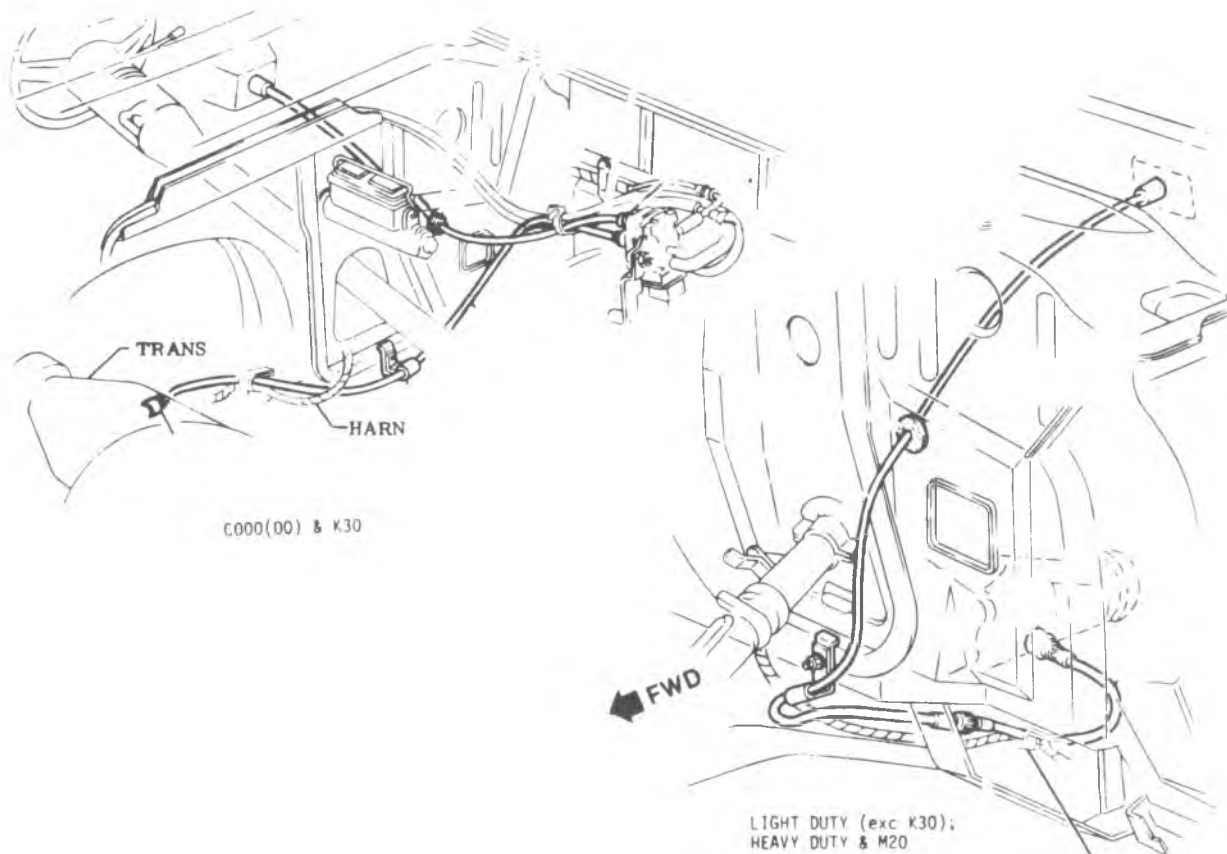 TRANS
HARN
C000(00) & K30
FWD
LIGHT DUTY (exc K30);
HEAVY DUTY & M20